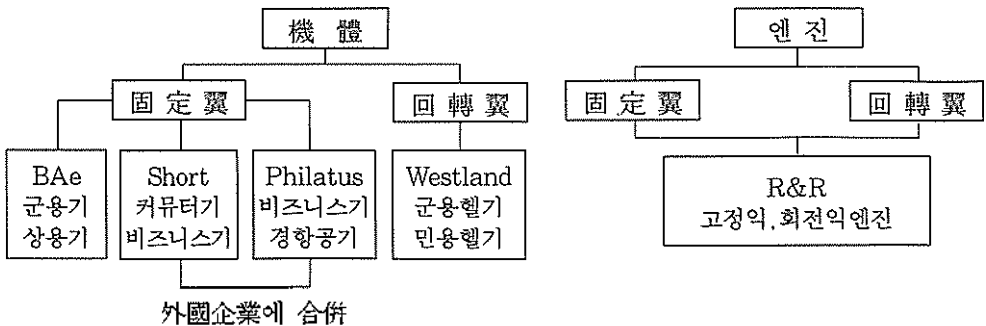 機 體
固 定 翼
回 轉 翼
BAe
군용기
상용기
Short
커뮤터기
비즈니스기
Philatus
비즈니스기
경항공기
Westland
군용헬기
민용헬기
外國企業에 合倂
엔 진
固 定 翼
回 轉 翼
R&R
고정익,회전익엔진